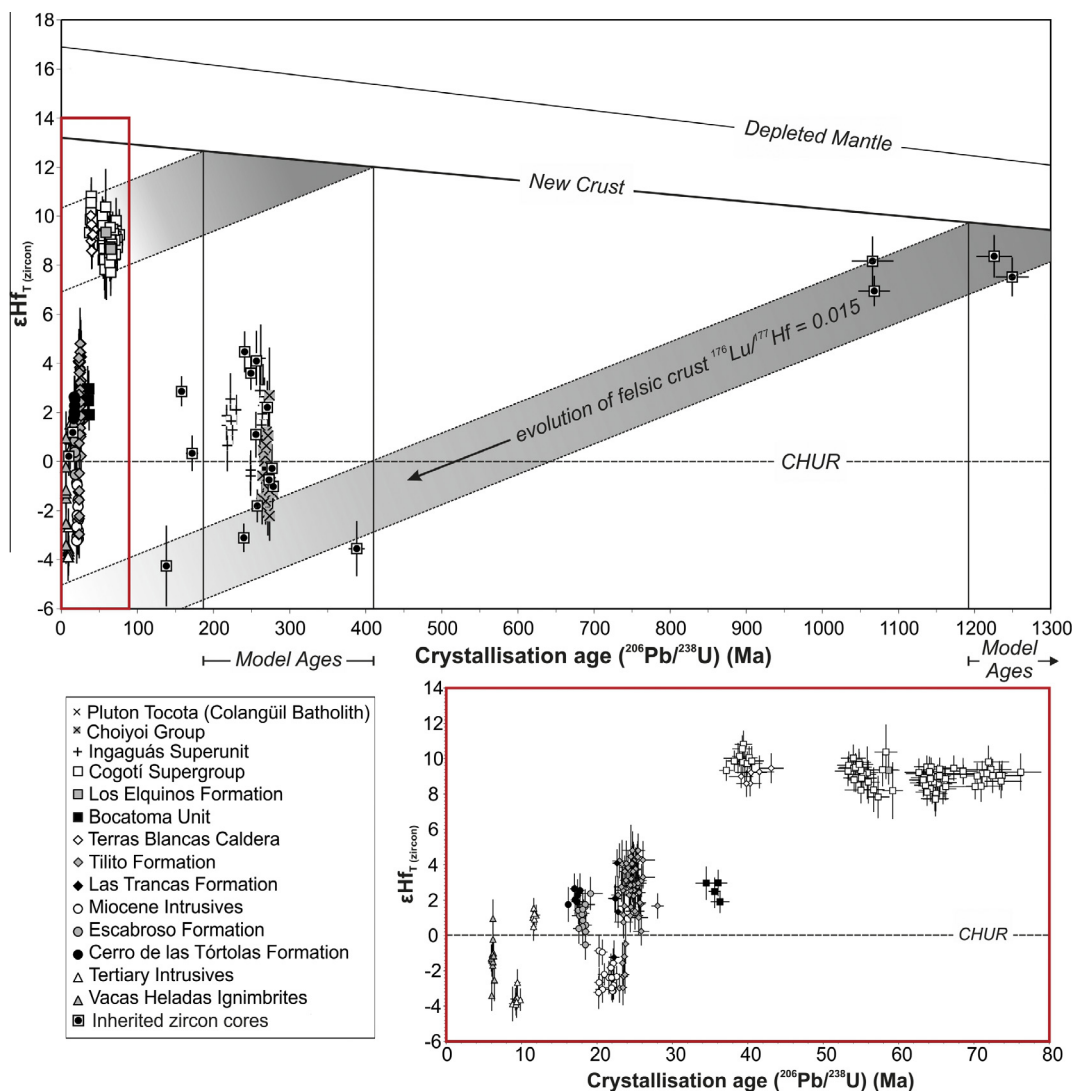 18
16
14
12
10
8
6
4
2
0
-2
-4
-6
εHf T (zircon)
Depleted Mantle
New Crust
evolution of felsic crust ¹⁷⁶Lu/¹⁷⁷Hf = 0.015
CHUR
0 100 200 300 400 500 600 700 800 900 1000 1100 1200 1300
Model Ages
Crystallisation age (²⁰⁶Pb/²³⁸U) (Ma)
Model
Ages
Pluton Tocota (Colangüil Batholith)
Choiyoi Group
Ingaguás Superunit
Cogotí Supergroup
Los Elquinos Formation
Bocatoma Unit
Terras Blancas Caldera
Tilito Formation
Las Trancas Formation
Miocene Intrusives
Escabroso Formation
Cerro de las Tórtolas Formation
Tertiary Intrusives
Vacas Heladas Ignimbrites
Inherited zircon cores
14
12
10
8
6
4
2
0
-2
-4
-6
εHf T (zircon)
CHUR
0 10 20 30 40 50 60 70 80
Crystallisation age (²⁰⁶Pb/²³⁸U) (Ma)